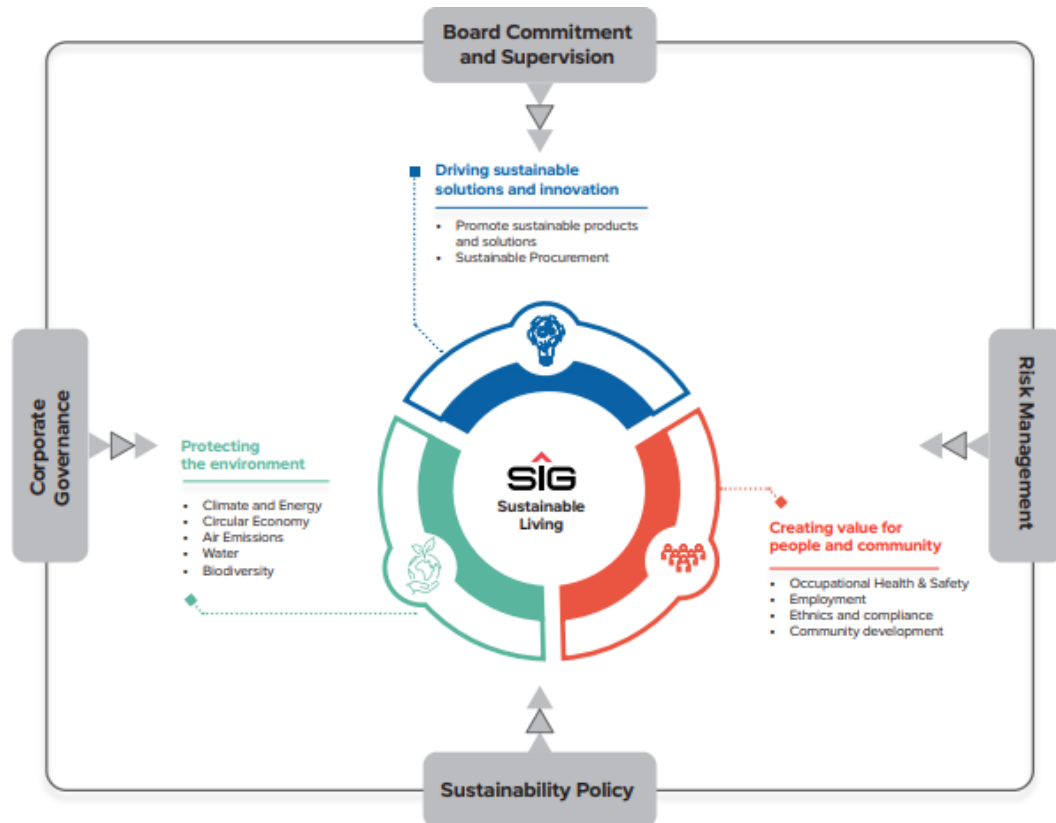 Board Commitment
and Supervision
Driving sustainable
solutions and innovation
• Promote sustainable products
and solutions
• Sustainable Procurement
Corporate
Governance
Risk Management
Protecting
the environment
• Climate and Energy
• Circular Economy
• Air Emissions
• Water
• Biodiversity
SIG
Sustainable
Living
Creating value for
people and community
• Occupational Health & Safety
• Employment
• Ethnics and compliance
• Community development
Sustainability Policy